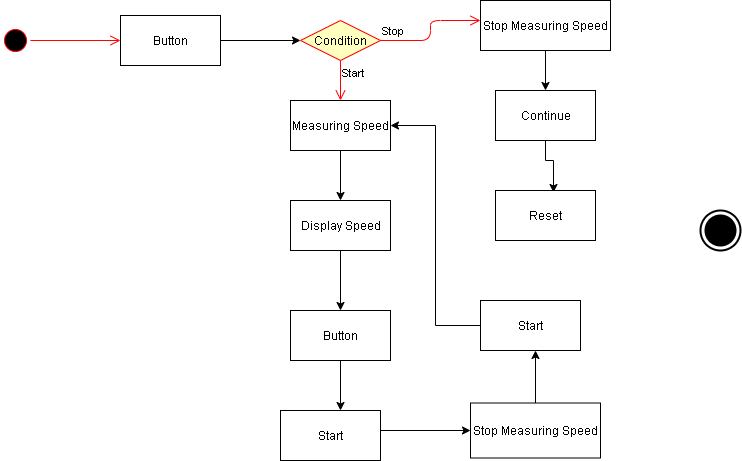 Button
Condition
Stop
Stop Measuring Speed
Start
Measuring Speed
Continue
Display Speed
Reset
Button
Start
Start
Stop Measuring Speed